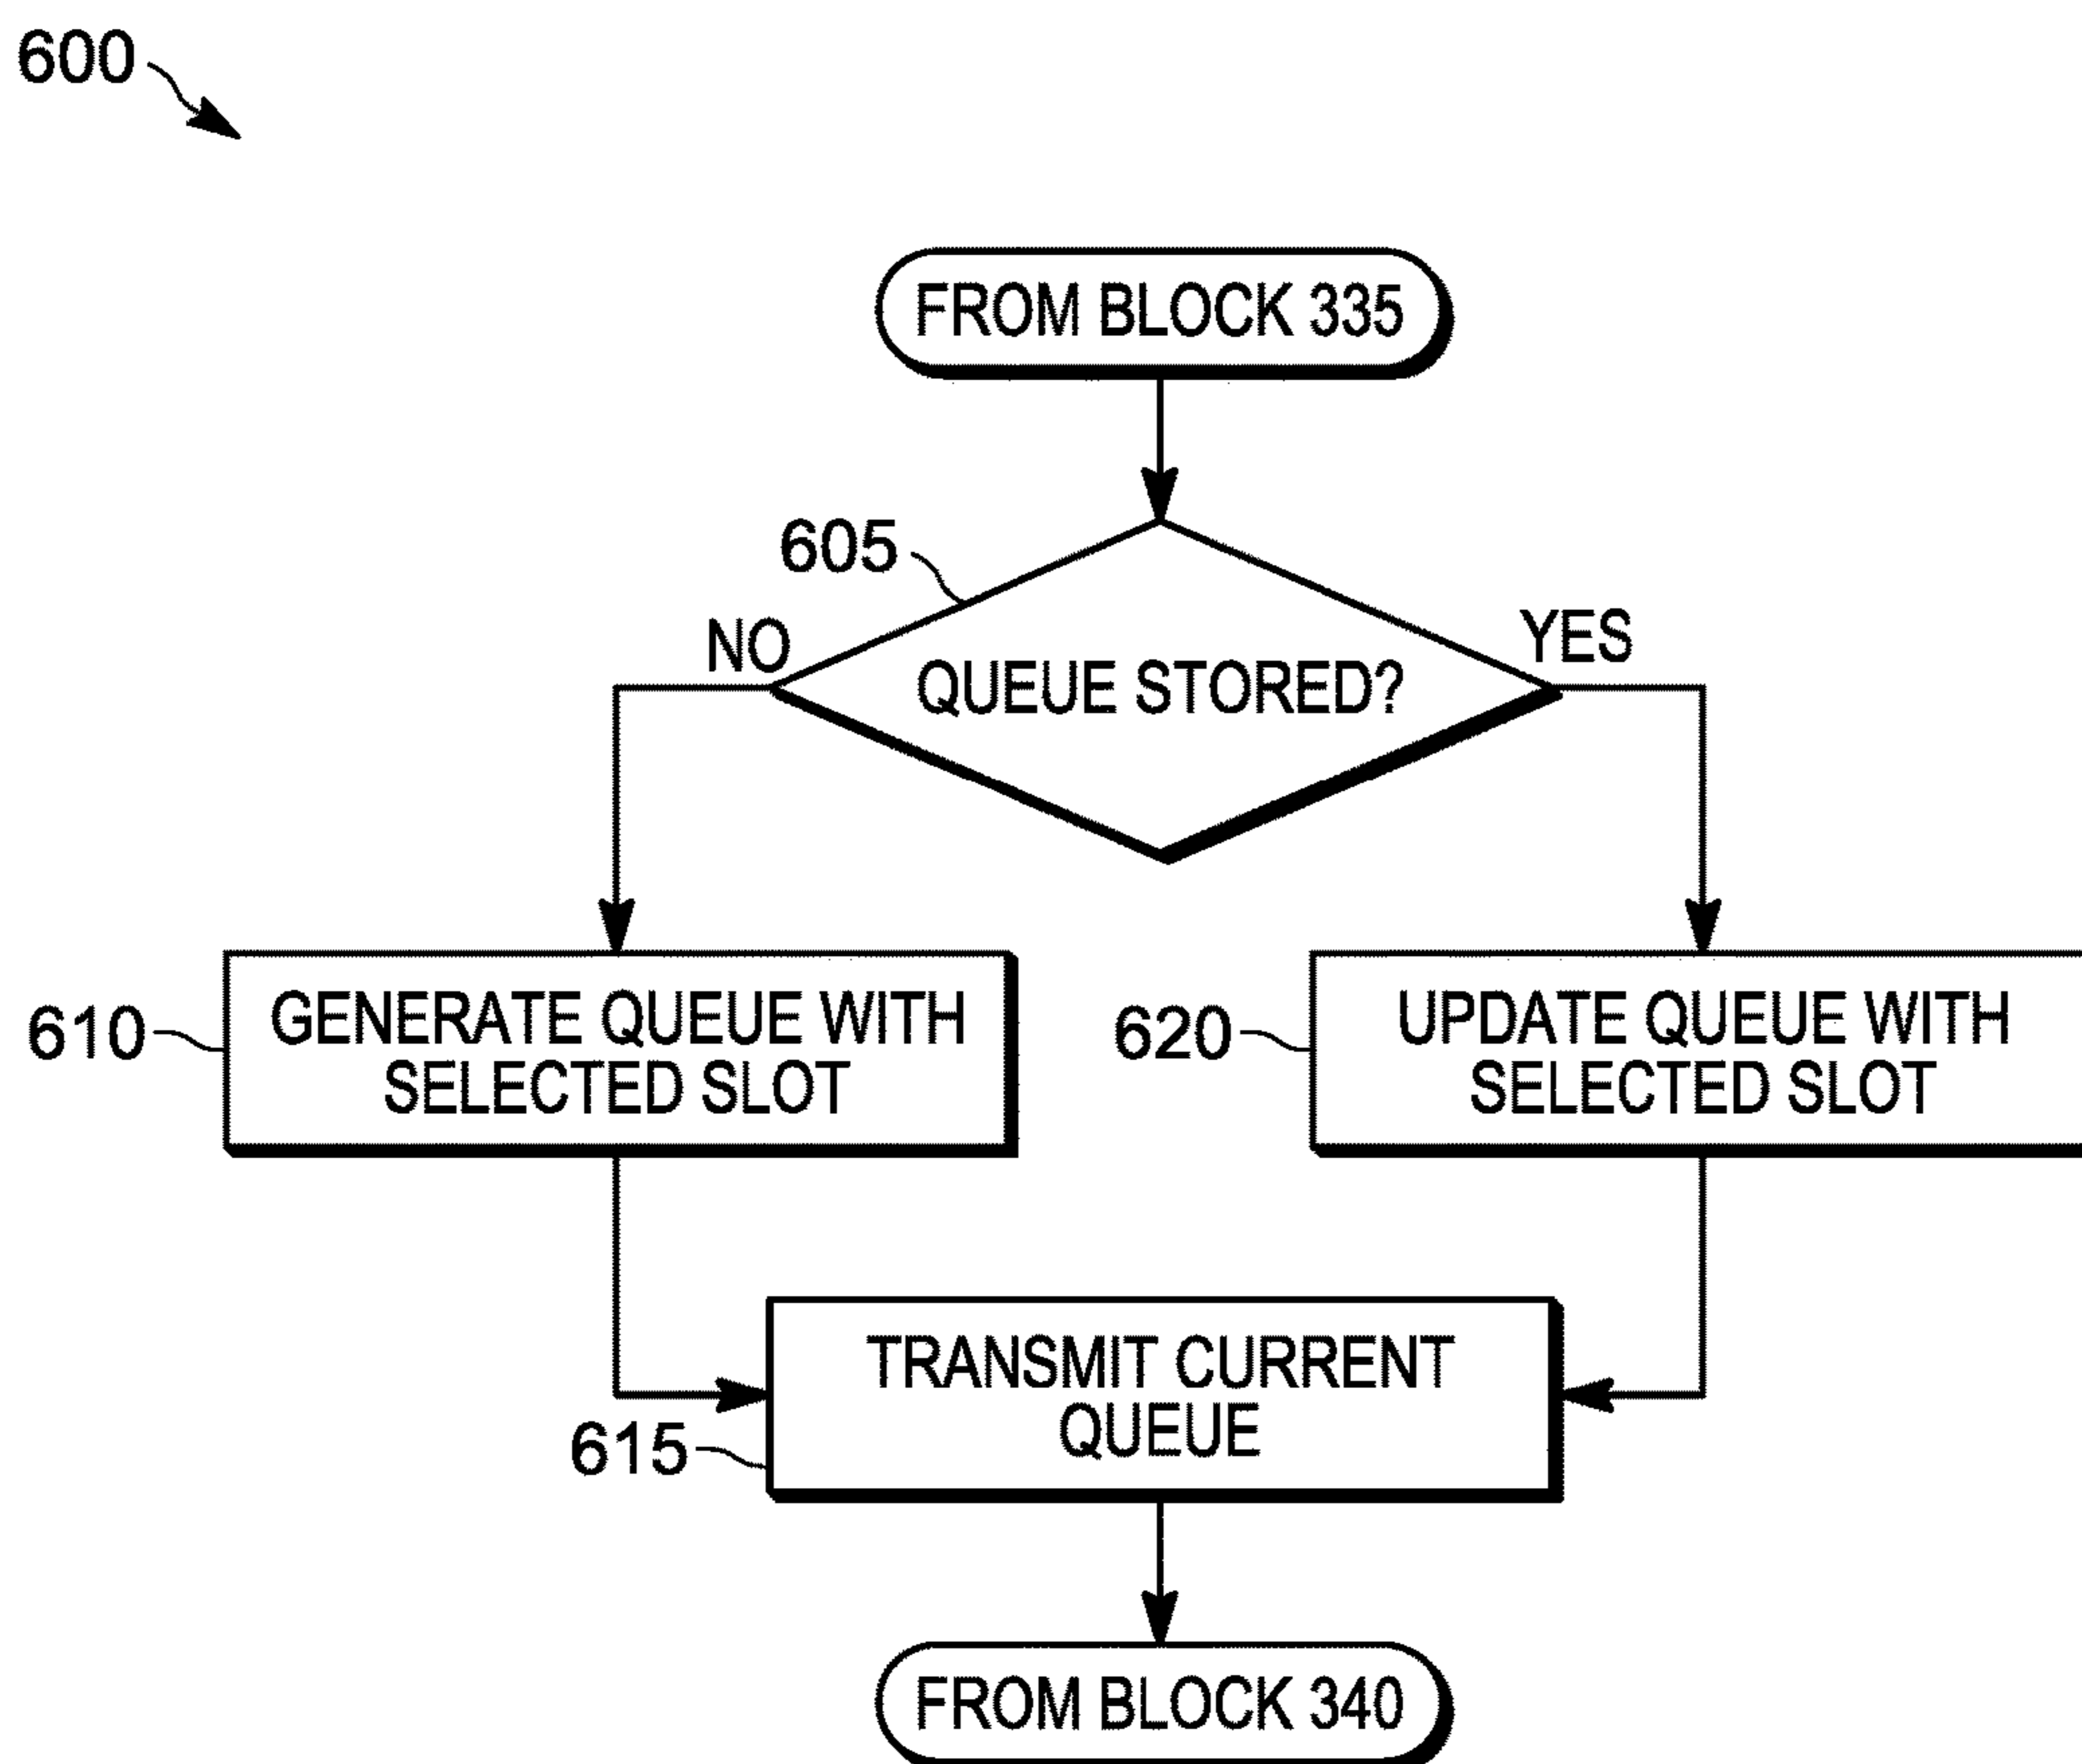 600
FROM BLOCK 335
605
NO
YES
QUEUE STORED?
610
GENERATE QUEUE WITH
SELECTED SLOT
620
UPDATE QUEUE WITH
SELECTED SLOT
TRANSMIT CURRENT
QUEUE
615
FROM BLOCK 340